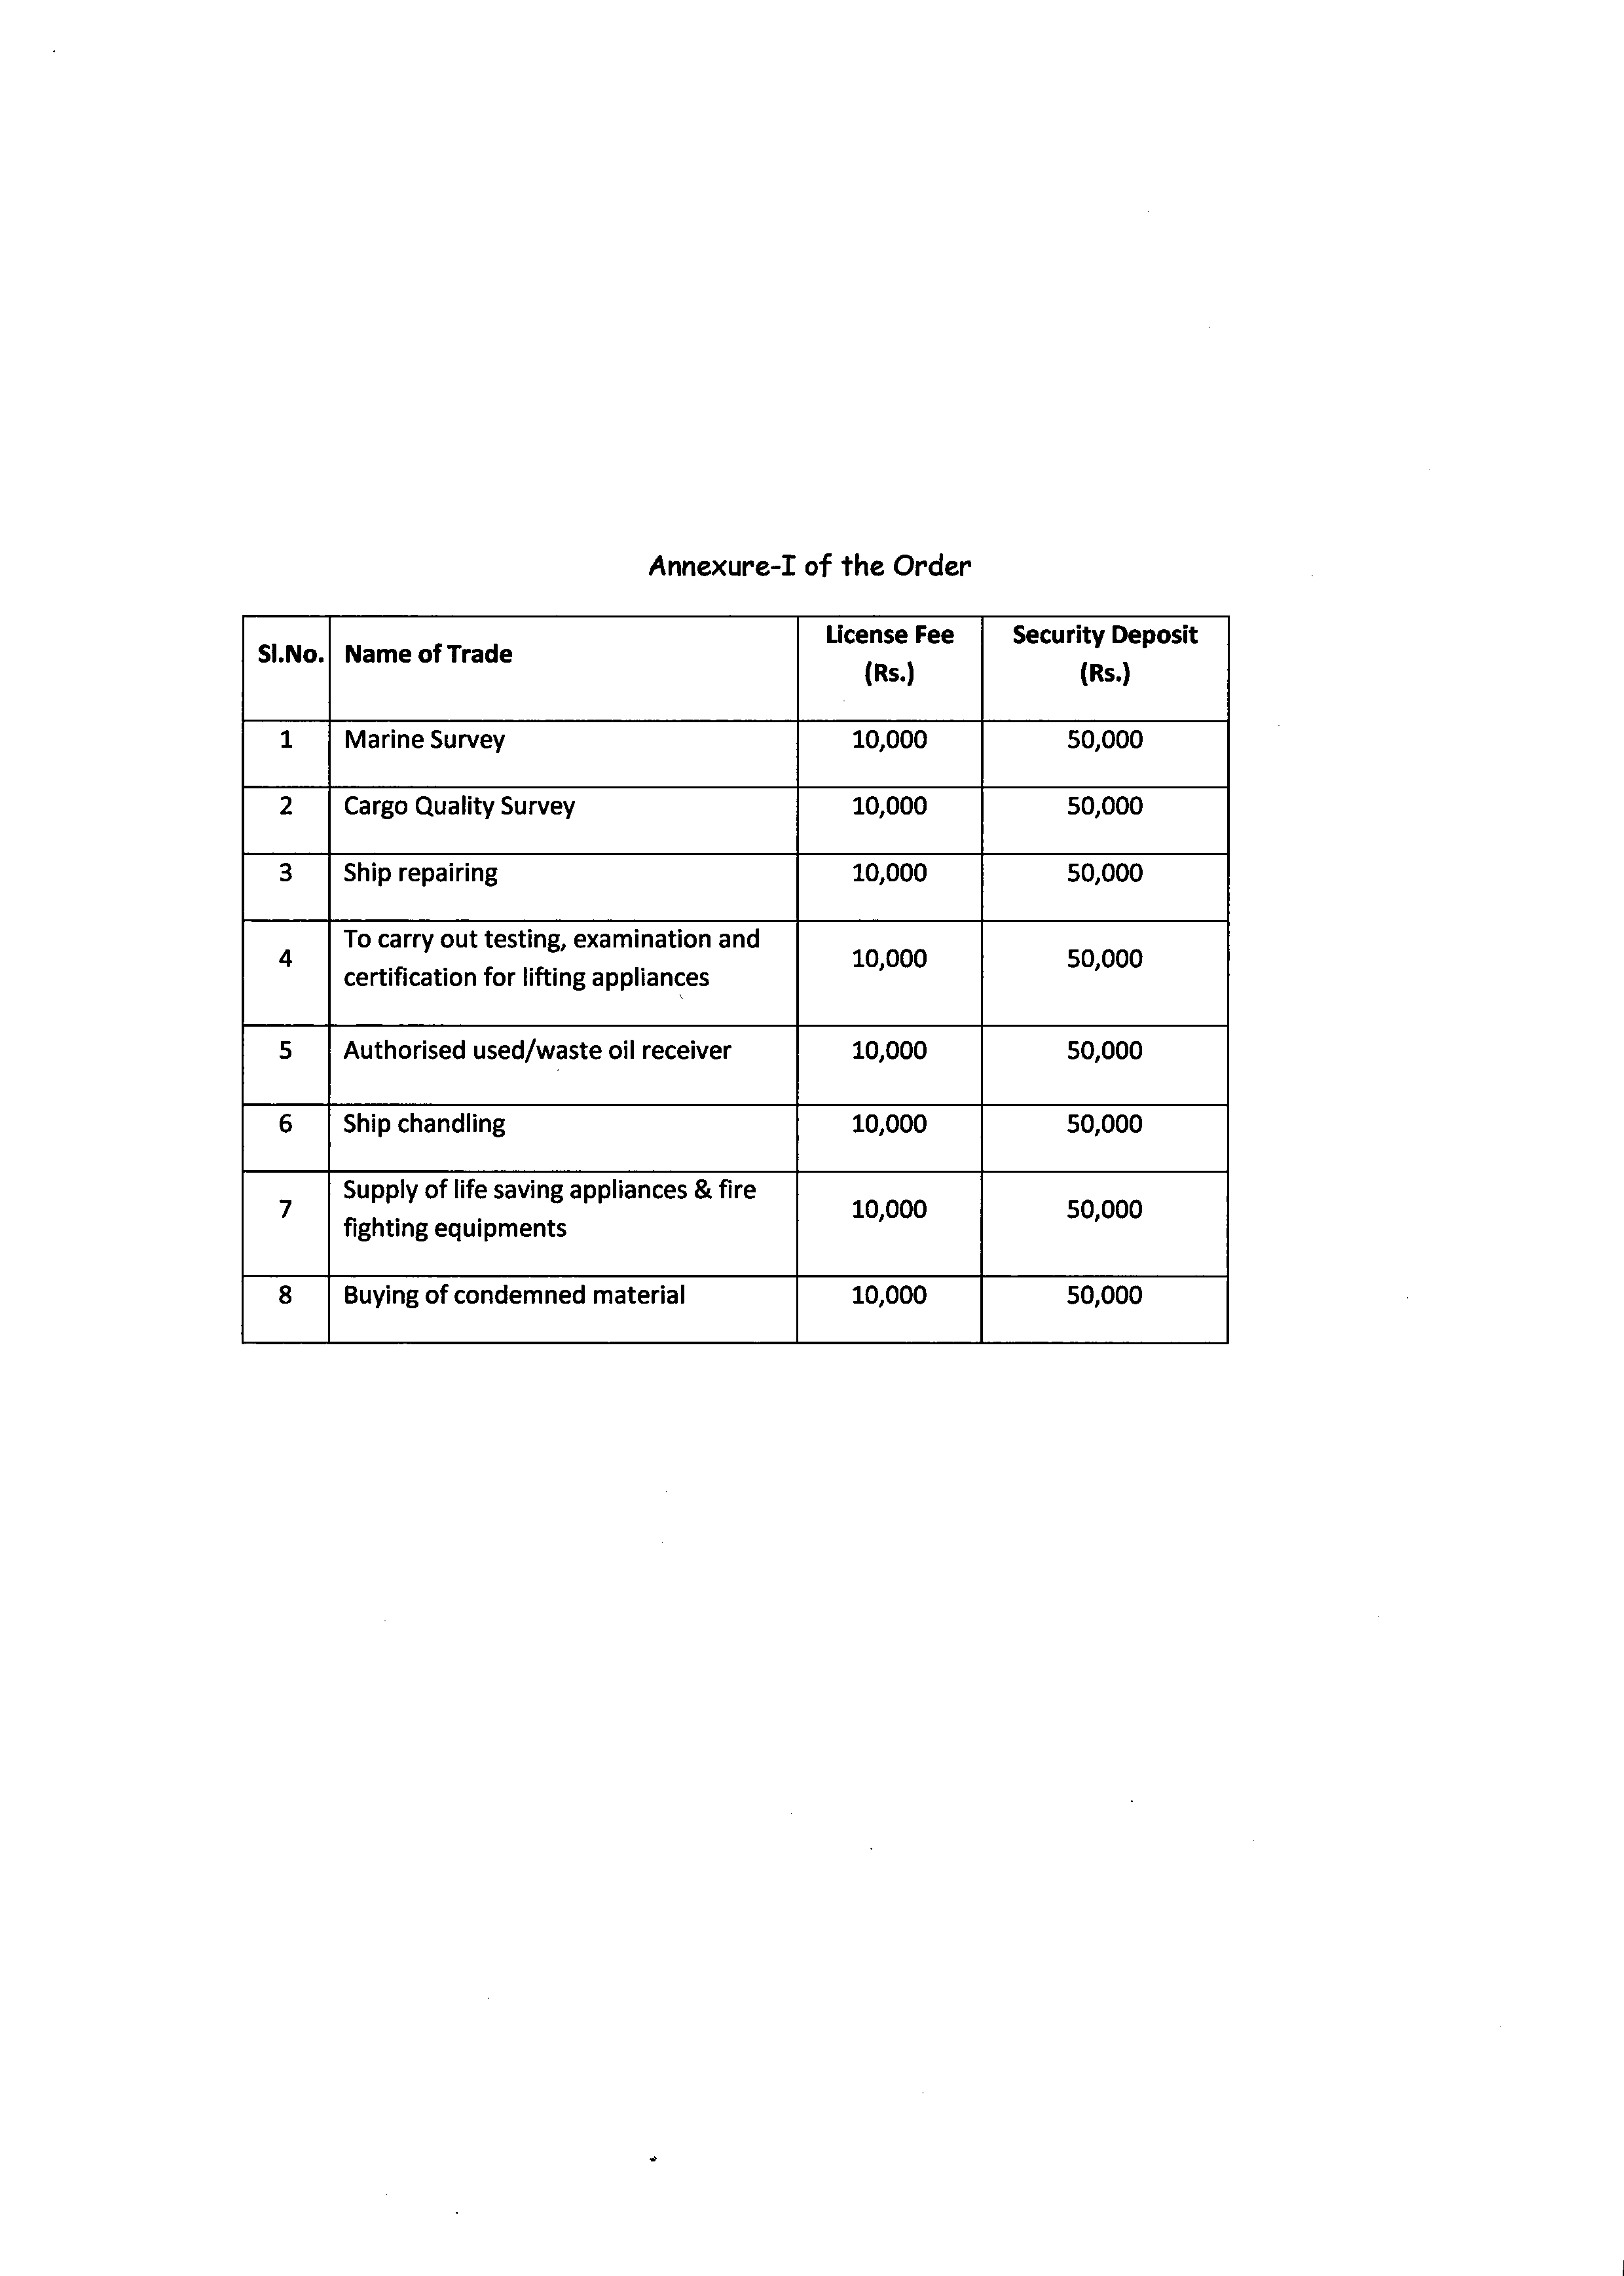 Annexure-I of the Order
Sl.No. Name of Trade License Fee (Rs.) Security Deposit (Rs.)
1 Marine Survey 10,000 50,000
2 Cargo Quality Survey 10,000 50,000
3 Ship repairing 10,000 50,000
4 To carry out testing, examination and
certification for lifting appliances 10,000 50,000
5 Authorised used/waste oil receiver 10,000 50,000
6 Ship chandling 10,000 50,000
7 Supply of life saving appliances & fire
fighting equipments 10,000 50,000
8 Buying of condemned material 10,000 50,000